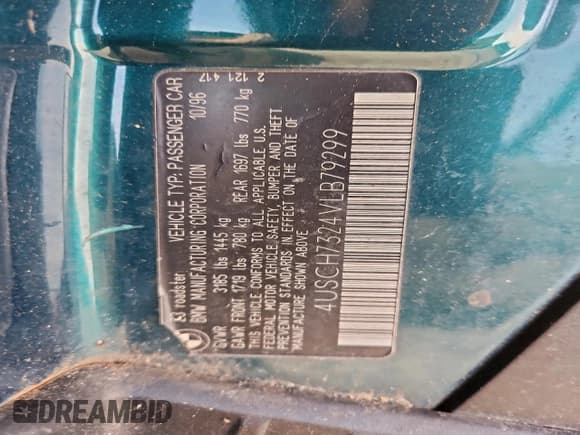 z3 roadster VEHICLE TYP: PASSENGER CAR
BMW MANUFACTURING CORPORATION 10/96
GVWR 3185 lbs 1445 kg
GAWR FRONT 1719 lbs 780 kg REAR 1697 lbs 770 kg
THIS VEHICLE CONFORMS TO ALL APPLICABLE U.S.
FEDERAL MOTOR VEHICLE SAFETY, BUMPER AND THEFT
PREVENTION STANDARDS IN EFFECT ON THE DATE OF
MANUFACTURE SHOWN ABOVE
4USCH7324VLB79299
2 121 417
DREAMBID